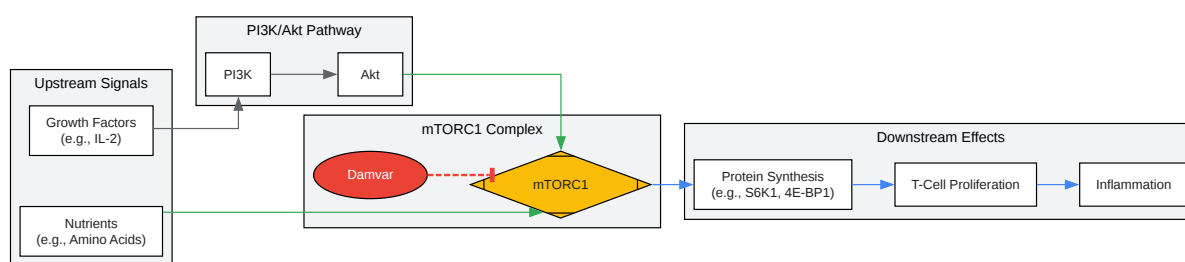 PI3K/Akt Pathway
PI3K
Akt
Upstream Signals
Growth Factors
(e.g., IL-2)
Nutrients
(e.g., Amino Acids)
mTORC1 Complex
Damvar
mTORC1
Downstream Effects
Protein Synthesis
(e.g., S6K1, 4E-BP1)
T-Cell Proliferation
Inflammation